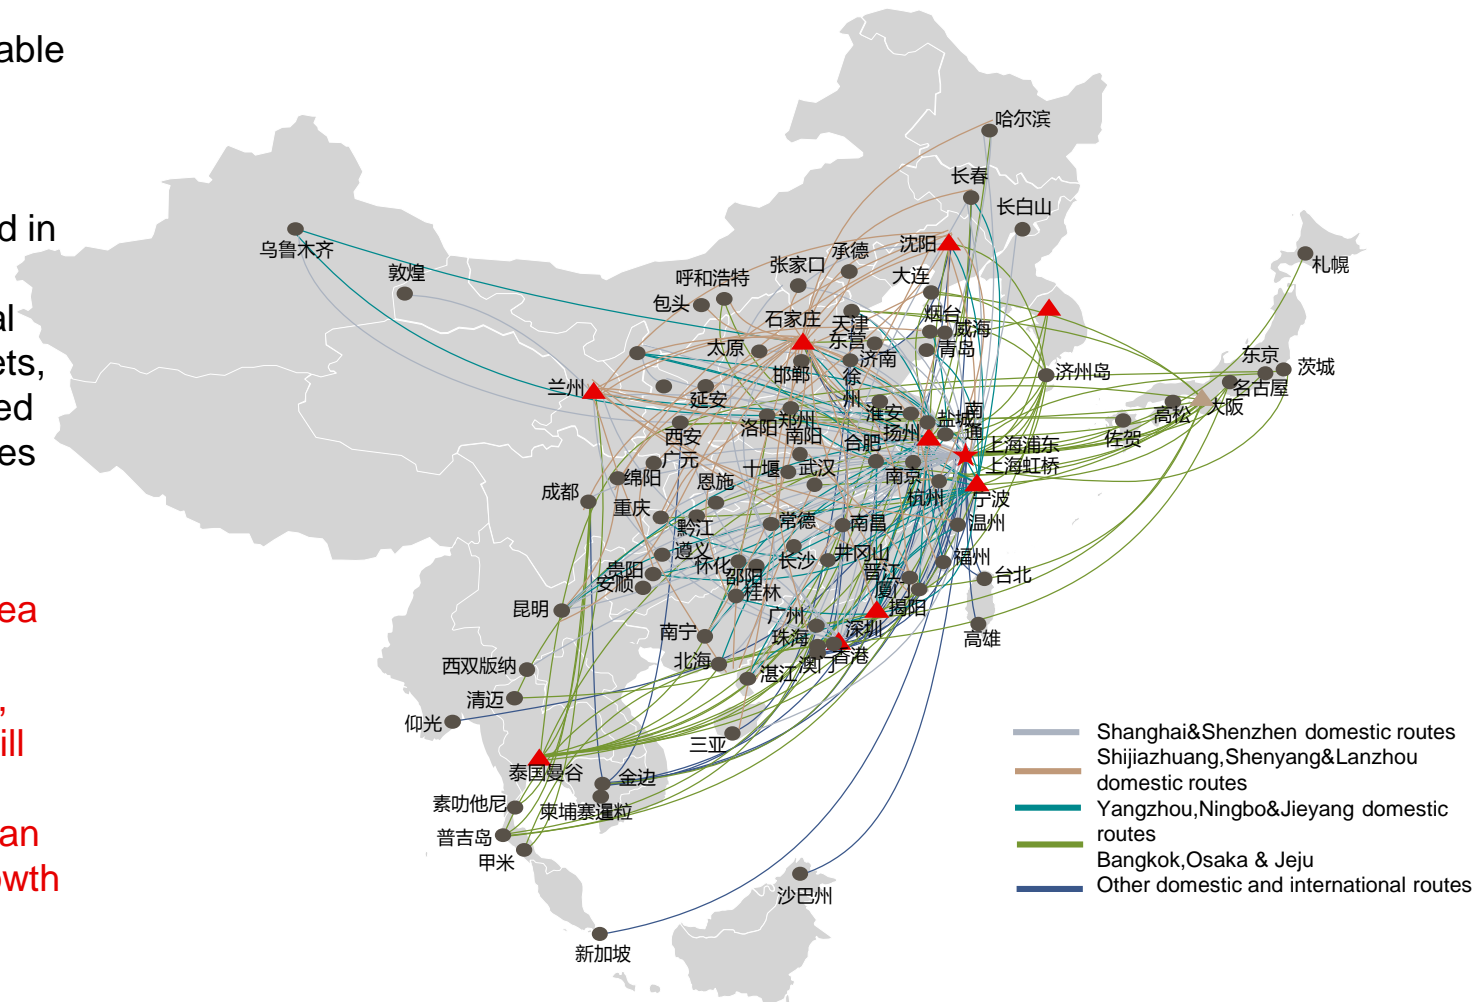 able
d in
al
ets,
ed
es
ea
,
ill
an
owth
哈尔滨
长春
长白山
沈阳
承德
张家口
大连
呼和浩特
包头
乌鲁木齐
敦煌
札幌
石家庄
天津
烟台
威海
东营
济南
青岛
太原
邯郸
徐
州
济州岛
东京
茨城
名古屋
大阪
高松
佐贺
兰州
延安
淮安
盐城
南
通
扬州
洛阳
郑州
南阳
合肥
西安
上海浦东
上海虹桥
广元
绵阳
十堰
武汉
南京
杭州
宁波
成都
恩施
重庆
黔江
常德
南昌
温州
遵义
怀化
长沙
井冈山
福州
贵阳
安顺
邵阳
晋江
厦门
台北
桂林
揭阳
昆明
广州
深圳
高雄
南宁
珠海
澳门
香港
西双版纳
北海
湛江
清迈
仰光
三亚
泰国曼谷
金边
素叻他尼
柬埔寨暹粒
普吉岛
甲米
沙巴州
新加坡
Shanghai&Shenzhen domestic routes
Shijiazhuang,Shenyang&Lanzhou
domestic routes
Yangzhou,Ningbo&Jieyang domestic
routes
Bangkok,Osaka & Jeju
Other domestic and international routes